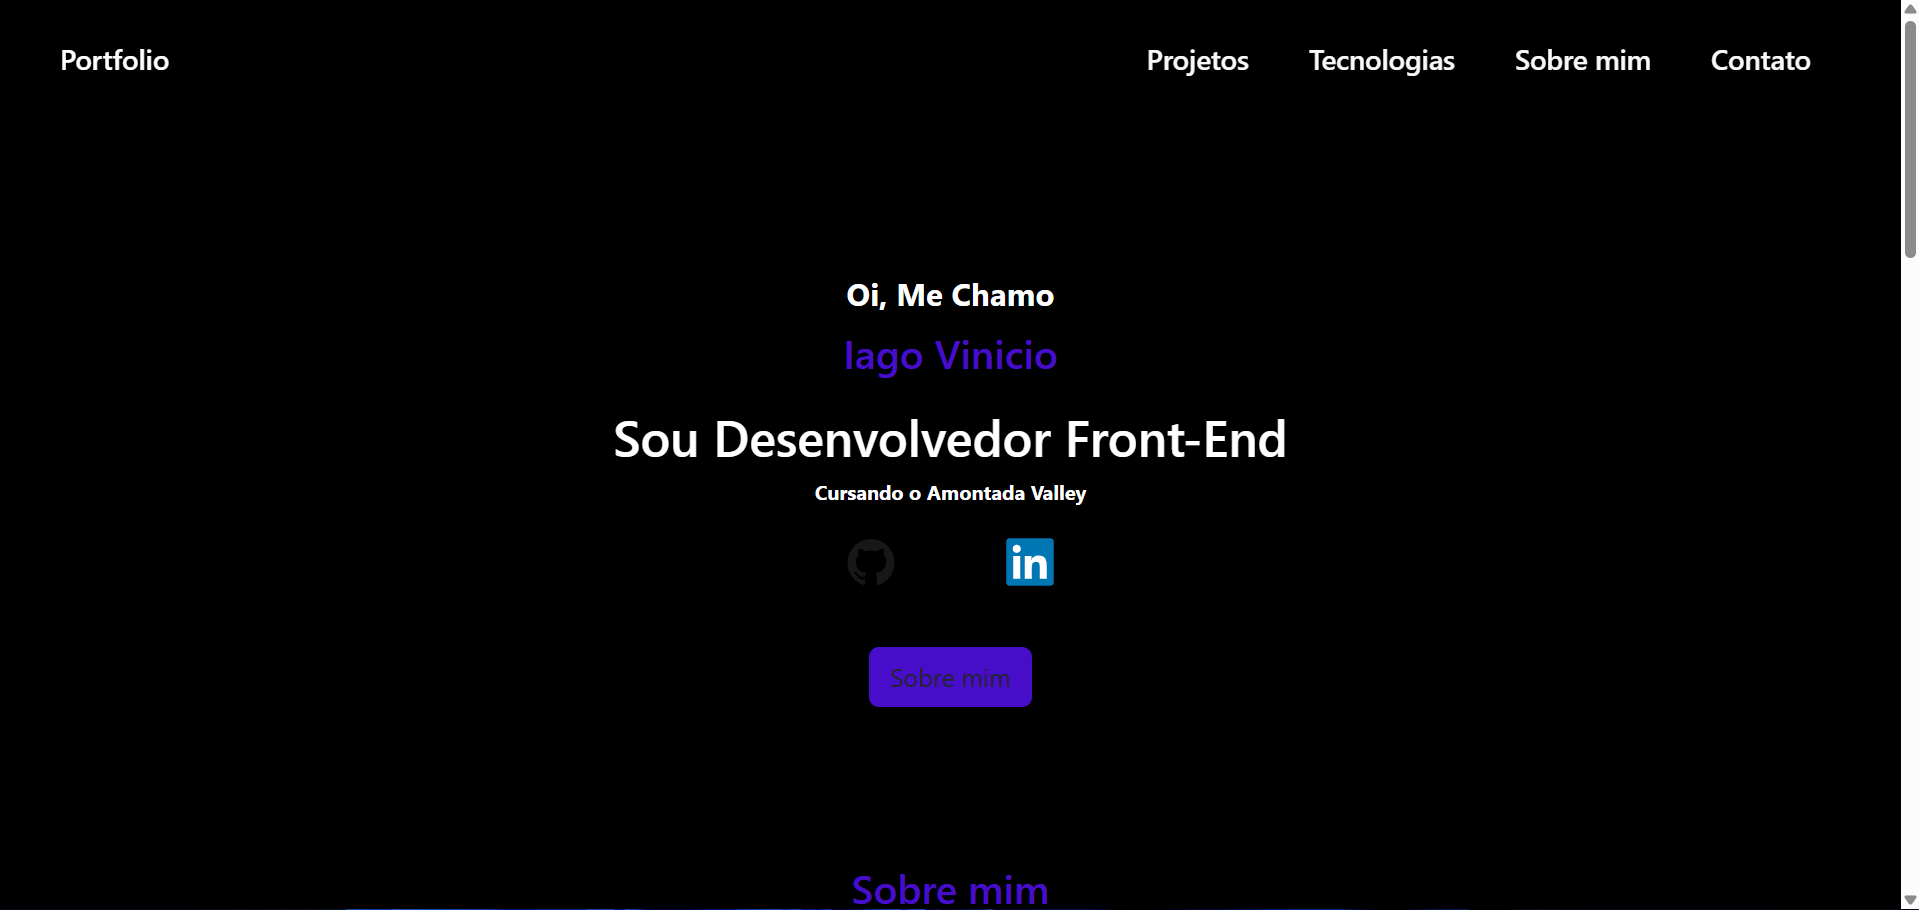 Portfolio Projetos Tecnologias Sobre mim Contato
Oi, Me Chamo
Iago Vinicio
Sou Desenvolvedor Front-End
Cursando o Amontada Valley
in
Sobre mim
Sobre mim